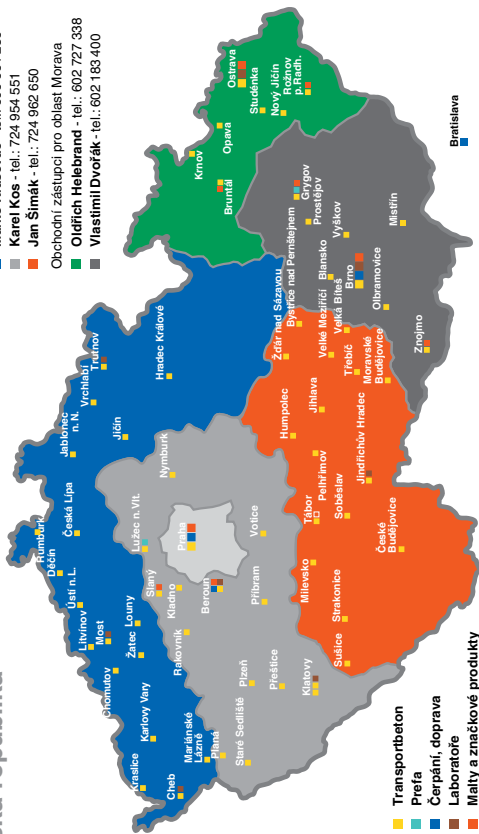 Karel Kos - tel.: 724 954 551
Jan Šimák - tel.: 724 962 650
Obchodní zástupci pro oblast Morava
Oldřich Helebrand - tel.: 602 727 338
Vlastimil Dvořák - tel.: 602 183 400
Rumburk
Děčín
Ústí n.L.
Česká Lípa
Jablonec
n. N.
Vrchlabí
Trutnov
Litvínov
Most
Chomutov
Žatec
Louny
Jičín
Hradec Králové
Kraslice
Karlovy Vary
Cheb
Mariánské
Lázně
Planá
Lužec n.Vlt.
Nymburk
Slaný
Kladno
Rakovník
Praha
Beroun
Příbram
Votice
Staré Sedliště
Plzeň
Přeštice
Klatovy
Krnov
Bruntál
Opava
Ostrava
Studénka
Nový Jičín
Rožnov
p.Radh.
Žďár nad Sázavou
Bystřice nad Pernštejnem
Grygov
Prostějov
Vyškov
Blansko
Brno
Velké Meziříčí
Velká Bíteš
Mistřín
Olbramovice
Znojmo
Třebíč
Moravské
Budějovice
Humpolec
Jihlava
Pelhřimov
Jindřichův Hradec
Tábor
Soběslav
Milevsko
Strakonice
Sušice
České
Budějovice
Bratislava
Transportbeton
Prefa
Čerpání, doprava
Laboratoře
Malty a značkové produkty